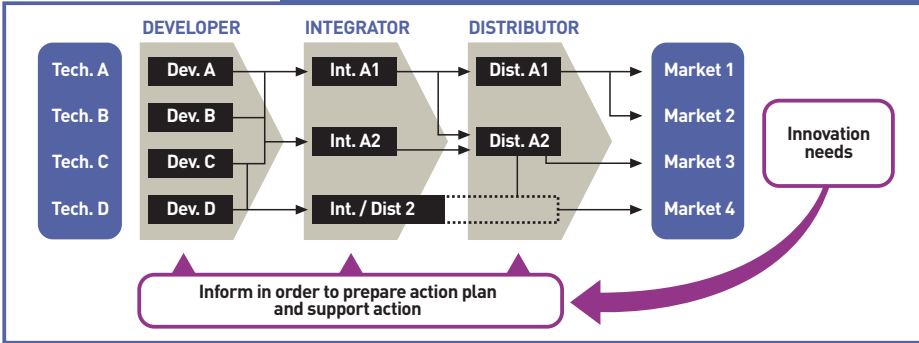 DEVELOPER
INTEGRATOR
DISTRIBUTOR
Tech. A
Dev. A
Int. A1
Dist. A1
Market 1
Tech. B
Dev. B
Market 2
Int. A2
Dist. A2
Tech. C
Dev. C
Market 3
Tech. D
Dev. D
Int. / Dist 2
Market 4
Innovation
needs
Inform in order to prepare action plan
and support action